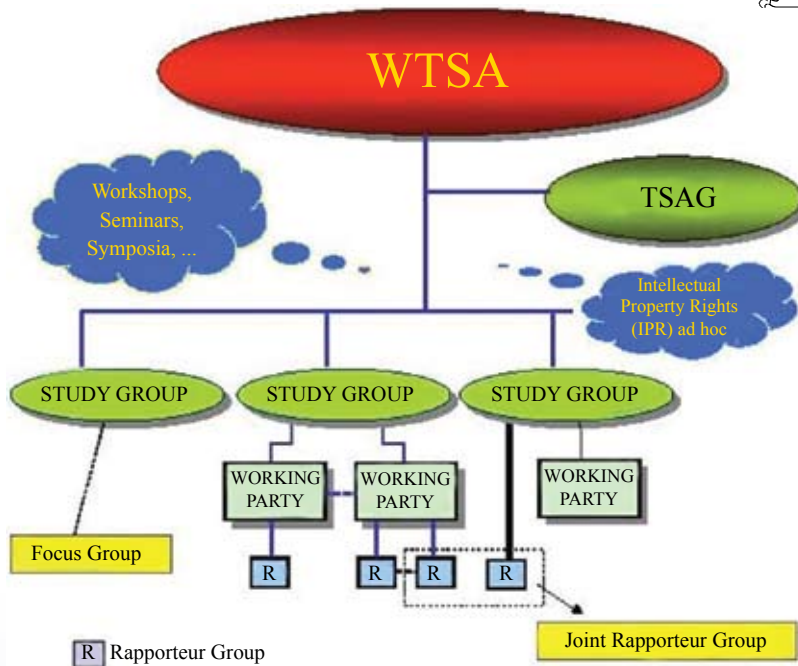 WTSA
Workshops,
Seminars,
Symposia, ...
TSAG
Intellectual
Property Rights
(IPR) ad hoc
STUDY GROUP
STUDY GROUP
STUDY GROUP
WORKING
PARTY
WORKING
PARTY
WORKING
PARTY
Focus Group
R
R
R
R
Joint Rapporteur Group
R Rapporteur Group